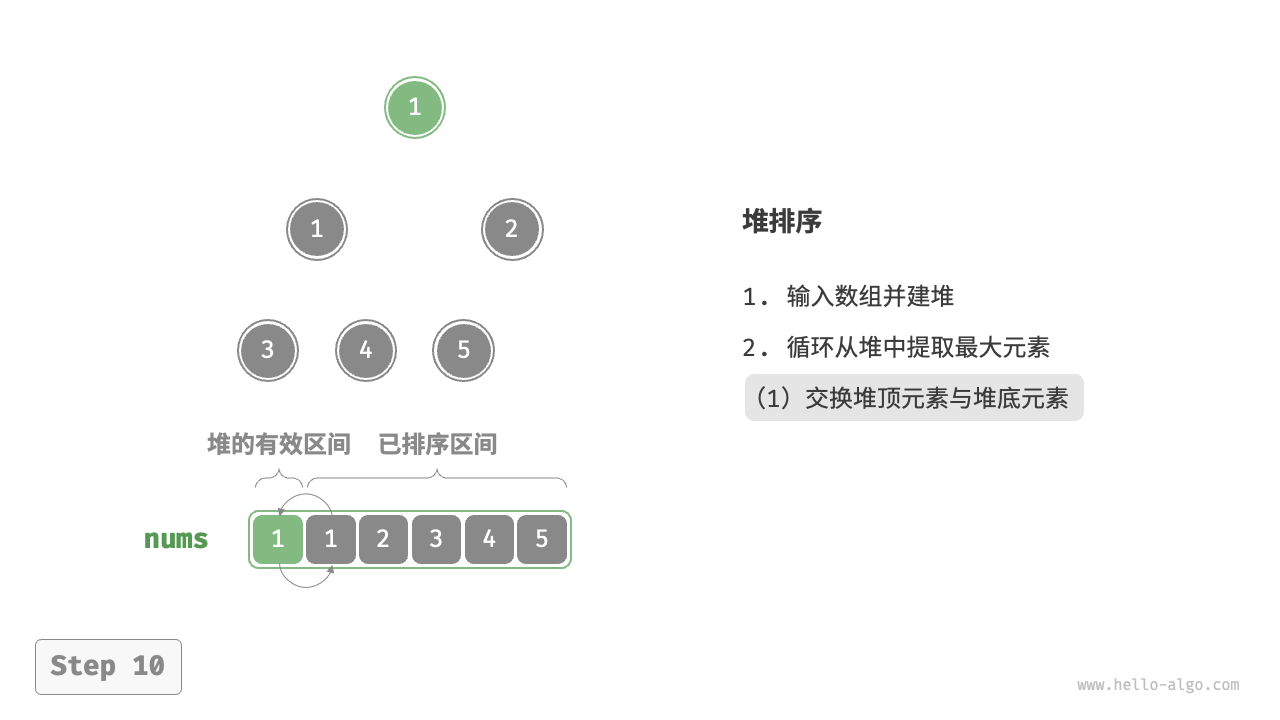 1
1 2
3 4 5
堆的有效区间 已排序区间
nums 1 1 2 3 4 5
堆排序
1. 输入数组并建堆
2. 循环从堆中提取最大元素
（1）交换堆顶元素与堆底元素
Step 10
www.hello-algo.com